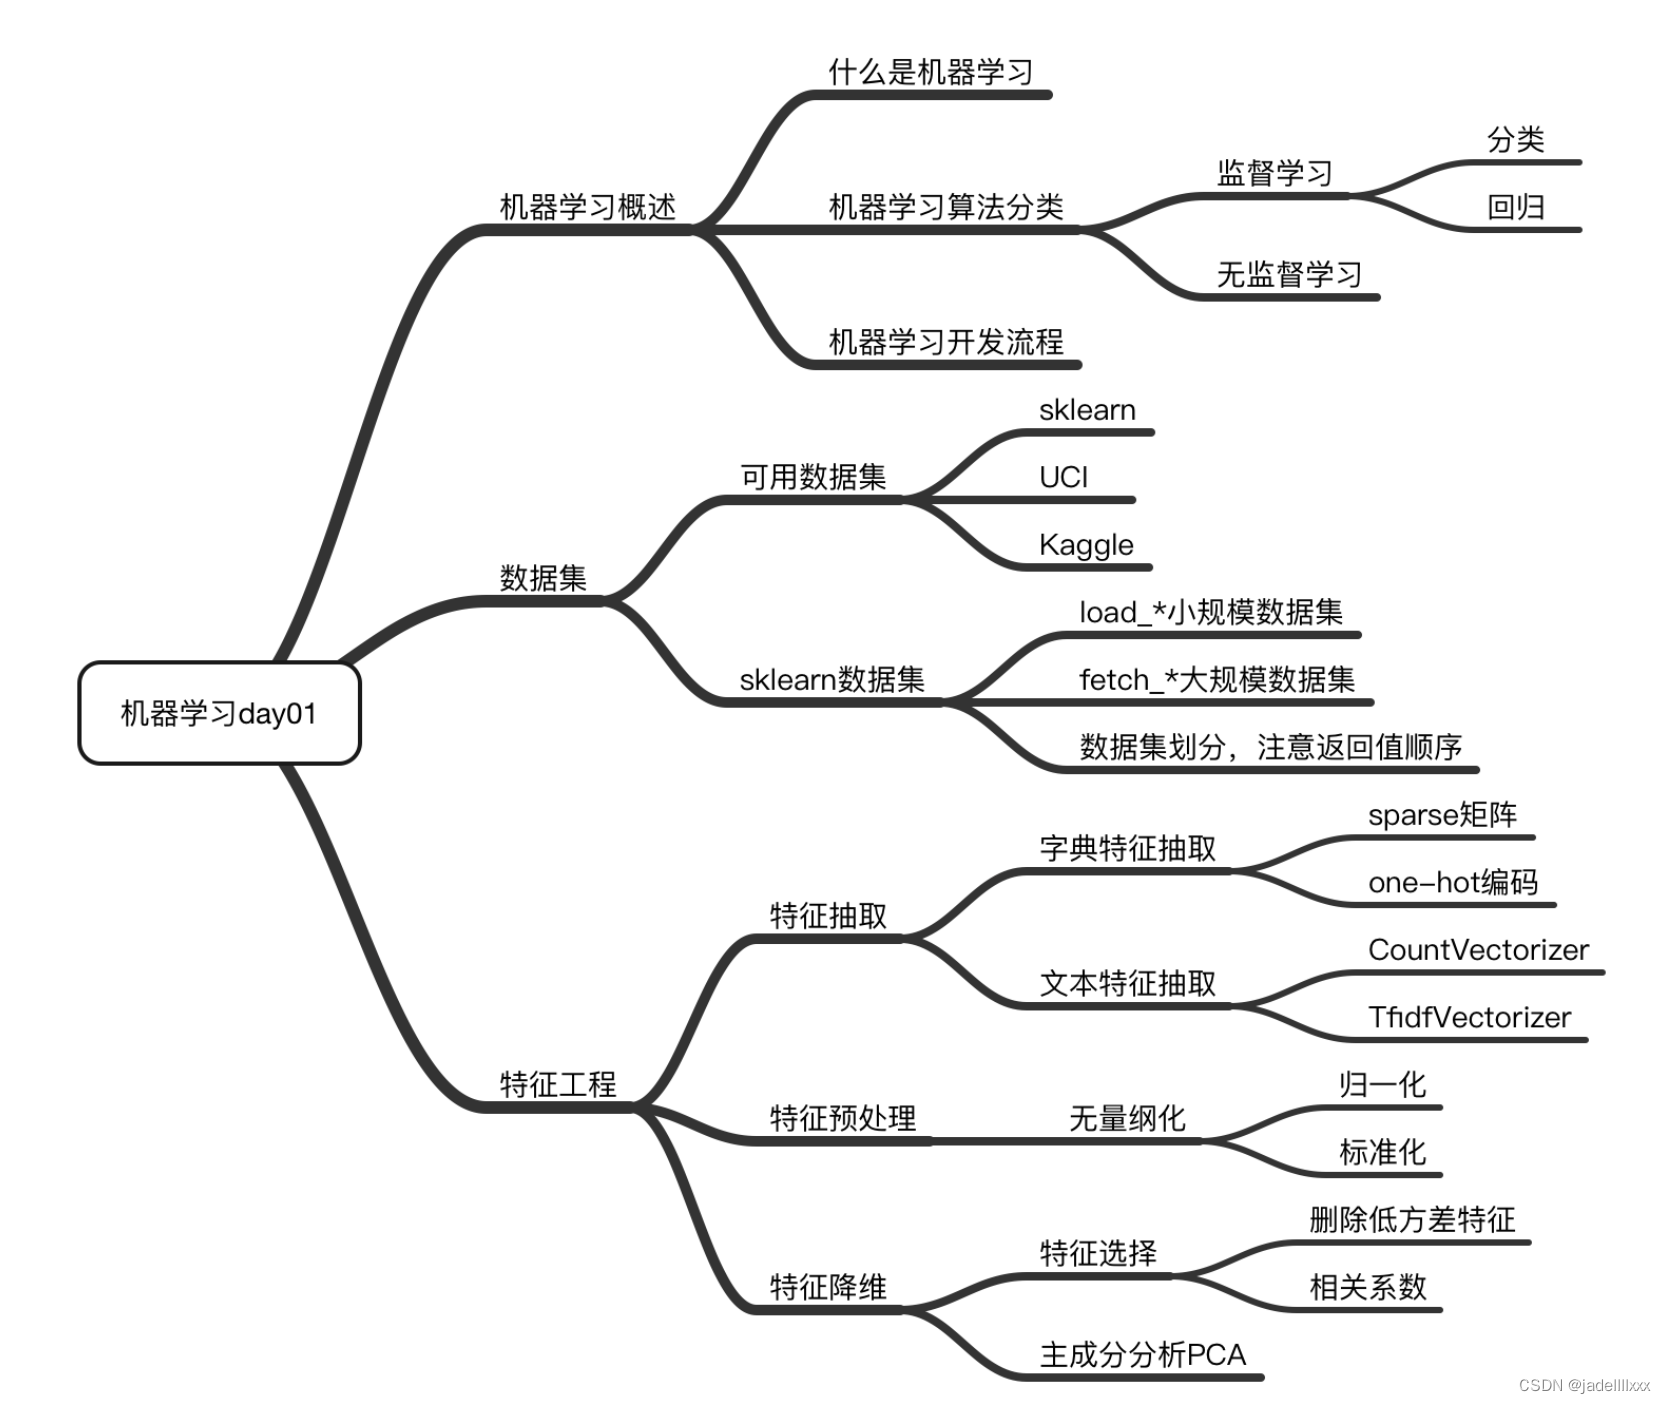 什么是机器学习
分类
监督学习
机器学习概述
机器学习算法分类
回归
无监督学习
机器学习开发流程
sklearn
可用数据集
UCI
Kaggle
数据集
load_*小规模数据集
sklearn数据集
fetch_*大规模数据集
机器学习day01
数据集划分，注意返回值顺序
sparse矩阵
字典特征抽取
one-hot编码
特征抽取
CountVectorizer
文本特征抽取
TfidfVectorizer
特征工程
归一化
特征预处理
无量纲化
标准化
删除低方差特征
特征选择
特征降维
相关系数
主成分分析PCA
CSDN @jadellllxxx